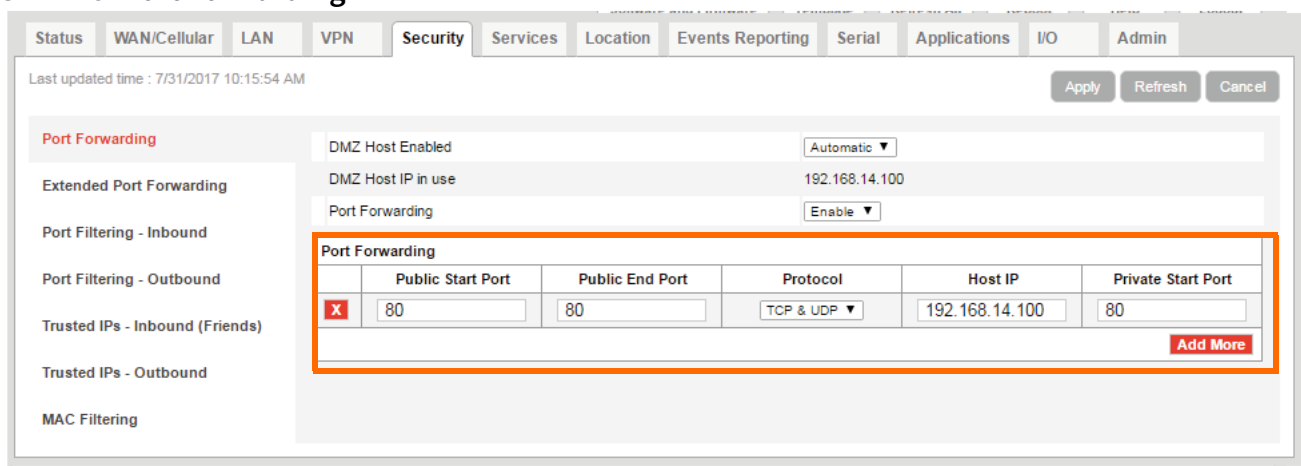 Status WAN/Cellular LAN VPN Security Services Location Events Reporting Serial Applications I/O Admin
Last updated time : 7/31/2017 10:15:54 AM
Apply Refresh Cancel
Port Forwarding
DMZ Host Enabled Automatic ▼
Extended Port Forwarding
DMZ Host IP in use 192.168.14.100
Port Forwarding Enable ▼
Port Filtering - Inbound
Port Forwarding
Port Filtering - Outbound
Public Start Port Public End Port Protocol Host IP Private Start Port
X 80 80 TCP & UDP ▼ 192.168.14.100 80
Trusted IPs - Inbound (Friends)
Add More
Trusted IPs - Outbound
MAC Filtering